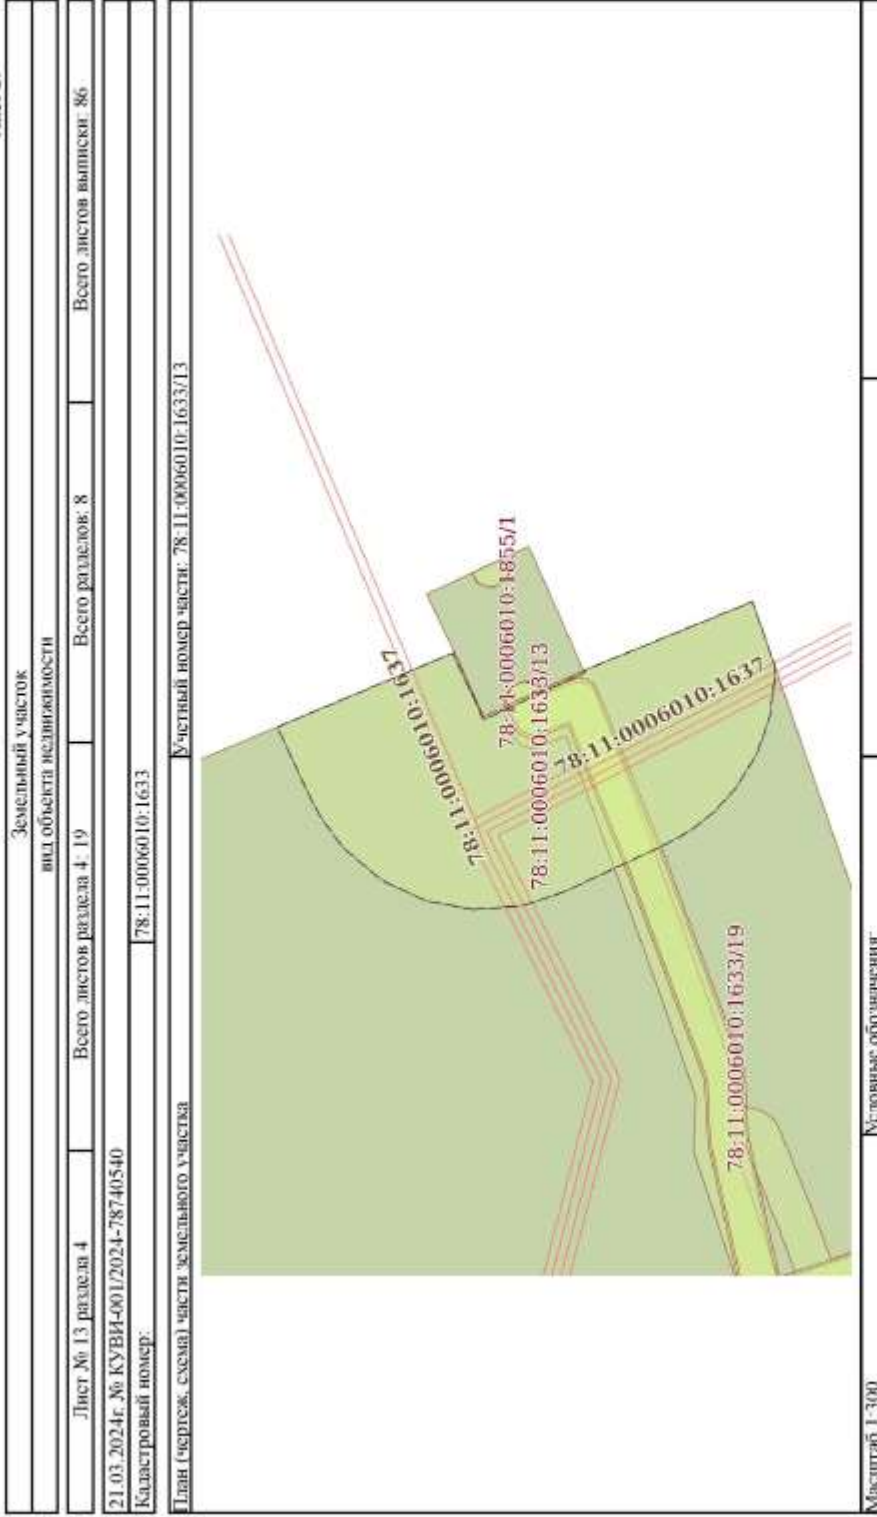 Земельный участок
вид объекта недвижимости
Лист № 13 раздела 4 Всего листов раздела 4: 19 Всего разделов: 8 Всего листов выписки: 86
21.03.2024г. № КУВИ-001/2024-78740540
Кадастровый номер: 78:11:0006010:1633
План (чертеж, схема) части земельного участка Учетный номер части: 78:11:0006010:1633/13
78:11:0006010:1637
78:11:0006010:1855/1
78:11:0006010:1633/13
78:11:0006010:1637
78:11:0006010:1633/19
Масштаб 1:300 Условные обозначения: